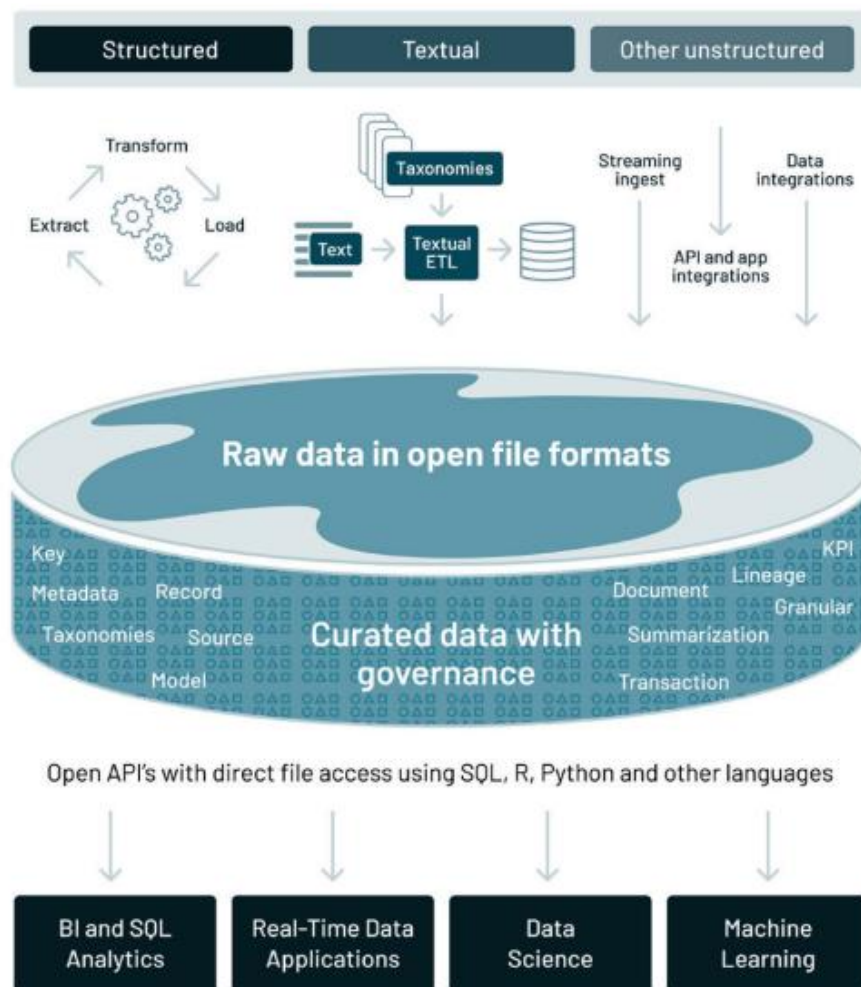 Structured
Textual
Other unstructured
Transform
Extract
Load
Taxonomies
Text
Textual
ETL
Streaming
ingest
Data
integrations
API and app
integrations
Raw data in open file formats
Key
Metadata
Record
Taxonomies
Source
Model
Curated data with
governance
KPI
Lineage
Document
Granular
Summarization
Transaction
Open API's with direct file access using SQL, R, Python and other languages
BI and SQL
Analytics
Real-Time Data
Applications
Data
Science
Machine
Learning